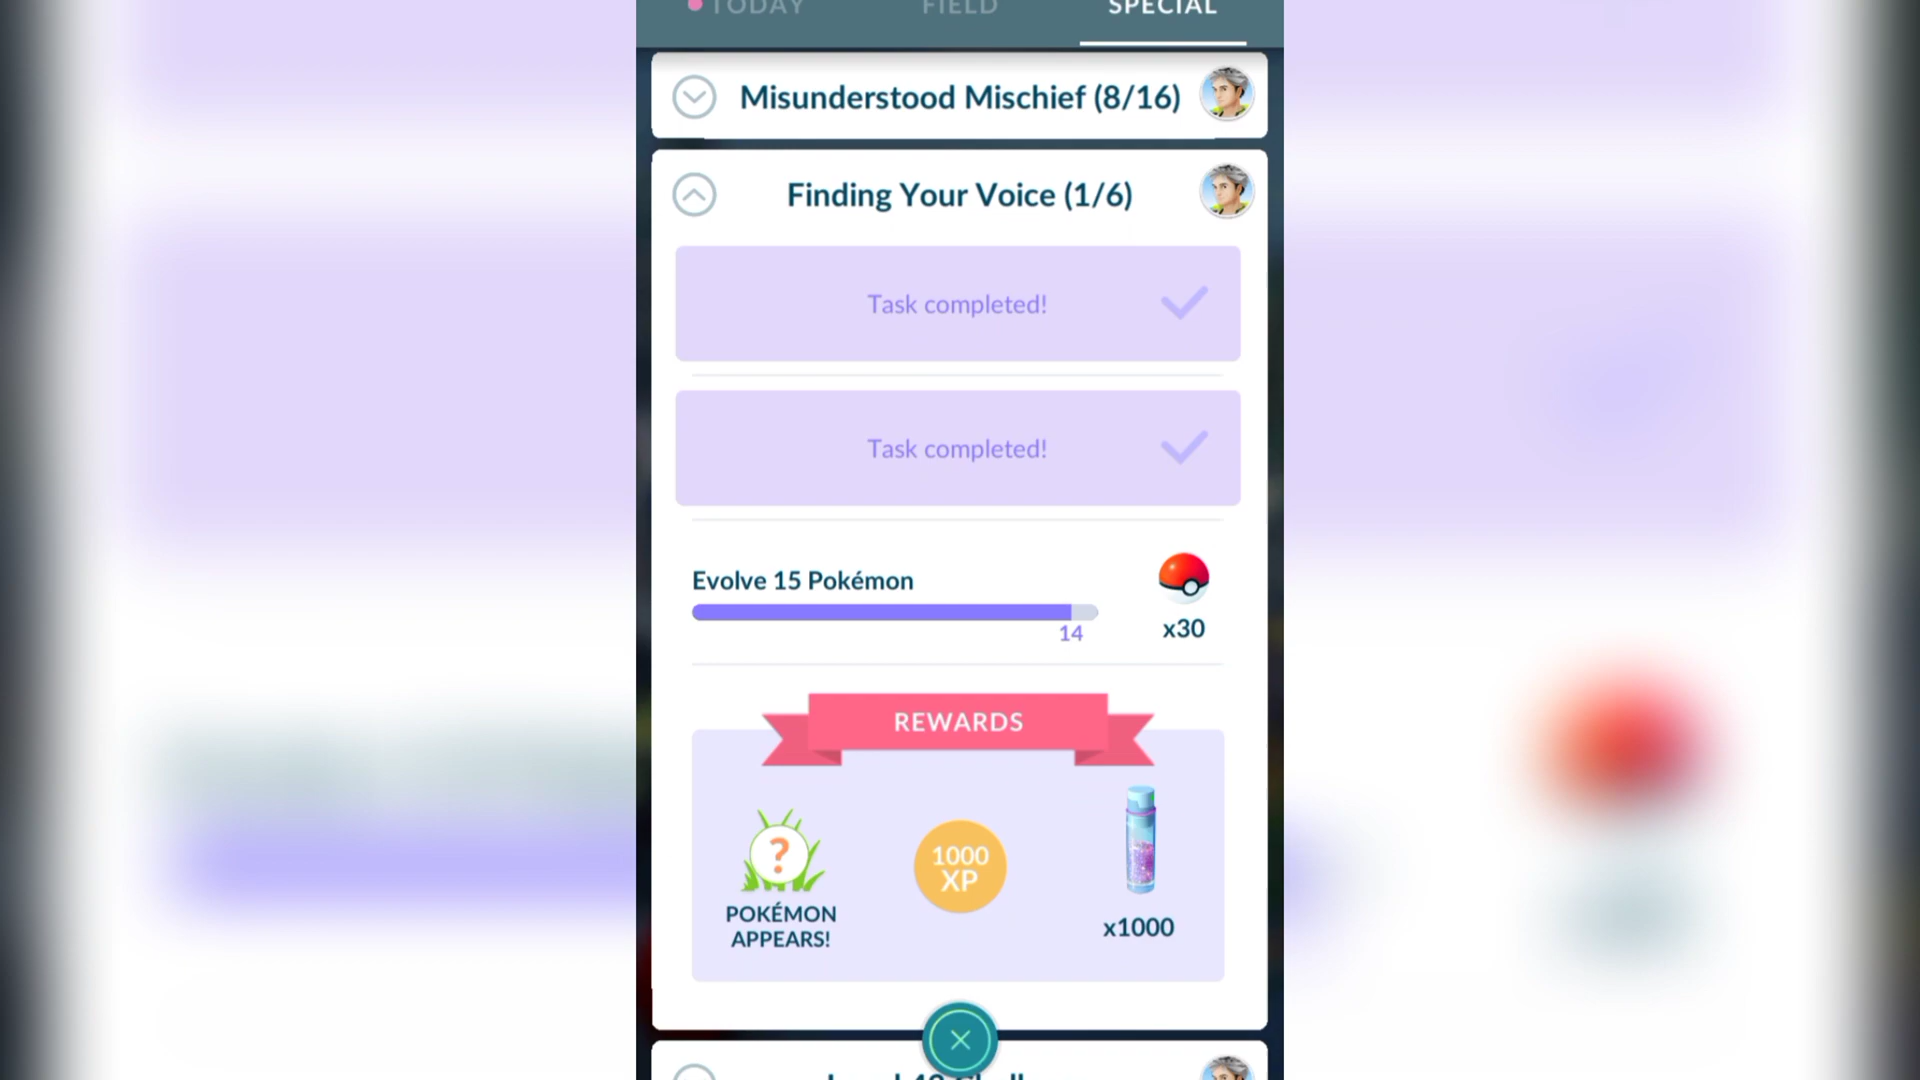 TODAY FIELD SPECIAL
Misunderstood Mischief (8/16)
Finding Your Voice (1/6)
Task completed!
Task completed!
Evolve 15 Pokémon
14
x30
REWARDS
?
1000
XP
POKÉMON
APPEARS!
x1000